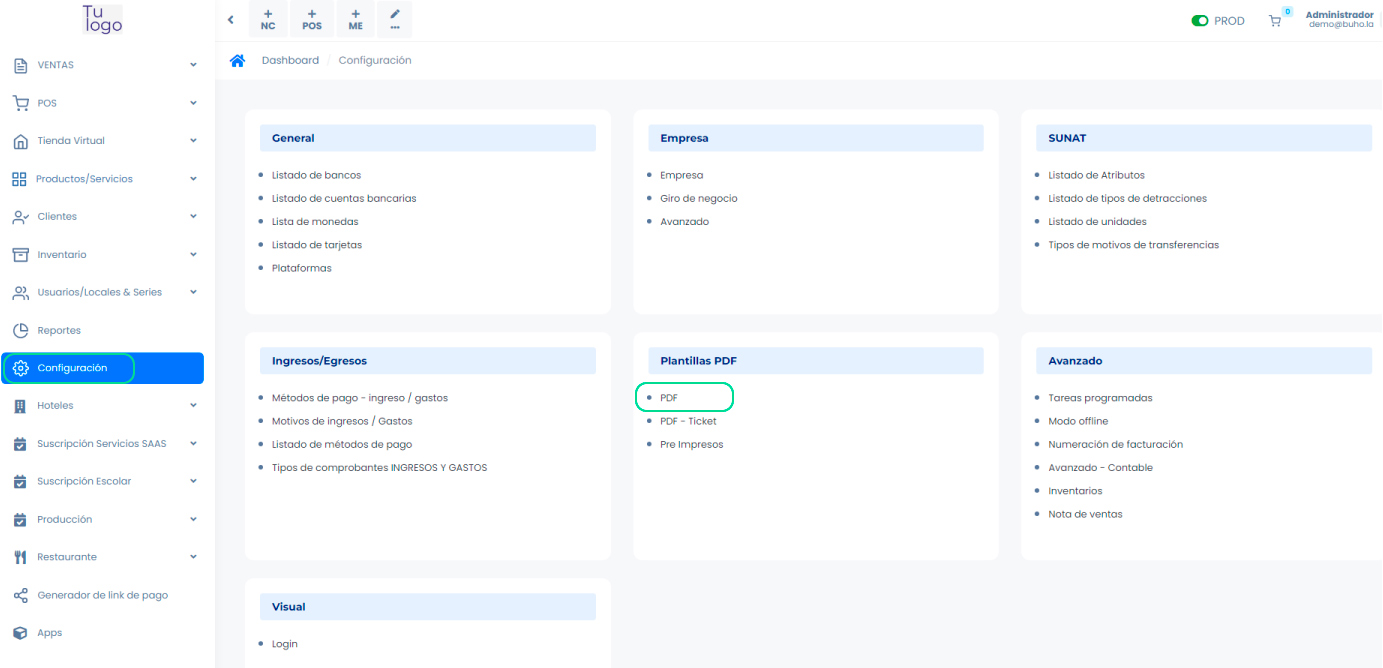 Tu
logo
VENTAS
POS
Tienda Virtual
Productos/Servicios
Clientes
Inventario
Usuarios/Locales & Series
Reportes
Configuración
Hoteles
Suscripción Servicios SAAS
Suscripción Escolar
Producción
Restaurante
Generador de link de pago
Apps
+ NC
+ POS
+ ME
...
PROD
0
Administrador
demo@buho.la
Dashboard / Configuración
General
Listado de bancos
Listado de cuentas bancarias
Lista de monedas
Listado de tarjetas
Plataformas
Empresa
Empresa
Giro de negocio
Avanzado
SUNAT
Listado de Atributos
Listado de tipos de detracciones
Listado de unidades
Tipos de motivos de transferencias
Ingresos/Egresos
Métodos de pago - ingreso / gastos
Motivos de ingresos / Gastos
Listado de métodos de pago
Tipos de comprobantes INGRESOS Y GASTOS
Plantillas PDF
PDF
PDF - Ticket
Pre Impresos
Avanzado
Tareas programadas
Modo offline
Numeración de facturación
Avanzado - Contable
Inventarios
Nota de ventas
Visual
Login